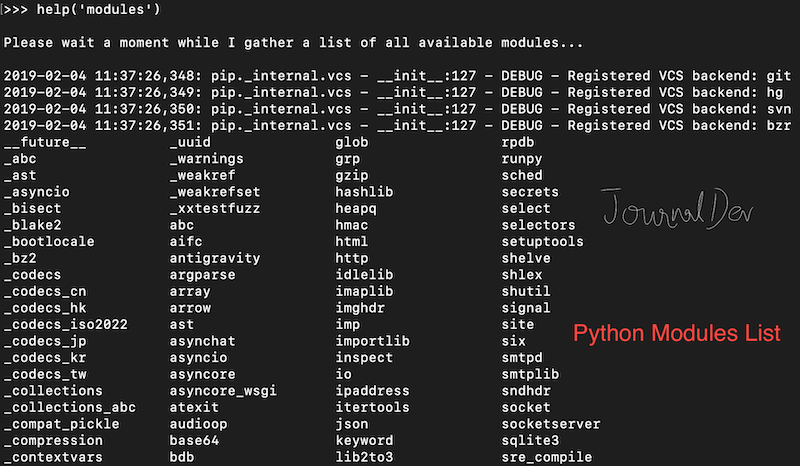 >>> help('modules')
Please wait a moment while I gather a list of all available modules...
2019-02-04 11:37:26,348: pip._internal.vcs - __init__:127 - DEBUG - Registered VCS backend: git
2019-02-04 11:37:26,349: pip._internal.vcs - __init__:127 - DEBUG - Registered VCS backend: hg
2019-02-04 11:37:26,350: pip._internal.vcs - __init__:127 - DEBUG - Registered VCS backend: svn
2019-02-04 11:37:26,351: pip._internal.vcs - __init__:127 - DEBUG - Registered VCS backend: bzr
__future__ _uuid glob rpdb
_abc _warnings grp runpy
_ast _weakref gzip sched
_asyncio _weakrefset hashlib secrets
_bisect _xxtestfuzz heapq select
JournalDev
_blake2 abc hmac selectors
_bootlocale aifc html setuptools
_bz2 antigravity http shelve
_codecs argparse idlelib shlex
_codecs_cn array imaplib shutil
_codecs_hk arrow imghdr signal
_codecs_iso2022 ast imp site
Python Modules List
_codecs_jp asynchat importlib six
_codecs_kr asyncio inspect smtpd
_codecs_tw asyncore io smtplib
_collections asyncore_wsgi ipaddress sndhdr
_collections_abc atexit itertools socket
_compat_pickle audioop json socketserver
_compression base64 keyword sqlite3
_contextvars bdb lib2to3 sre_compile